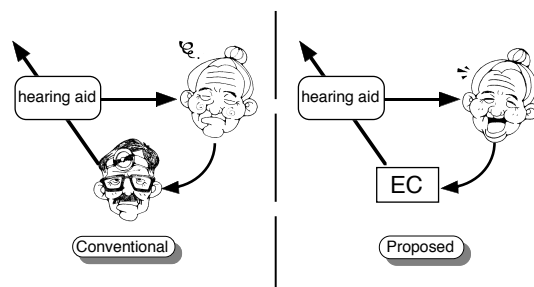 hearing aid
Conventional
hearing aid
EC
Proposed